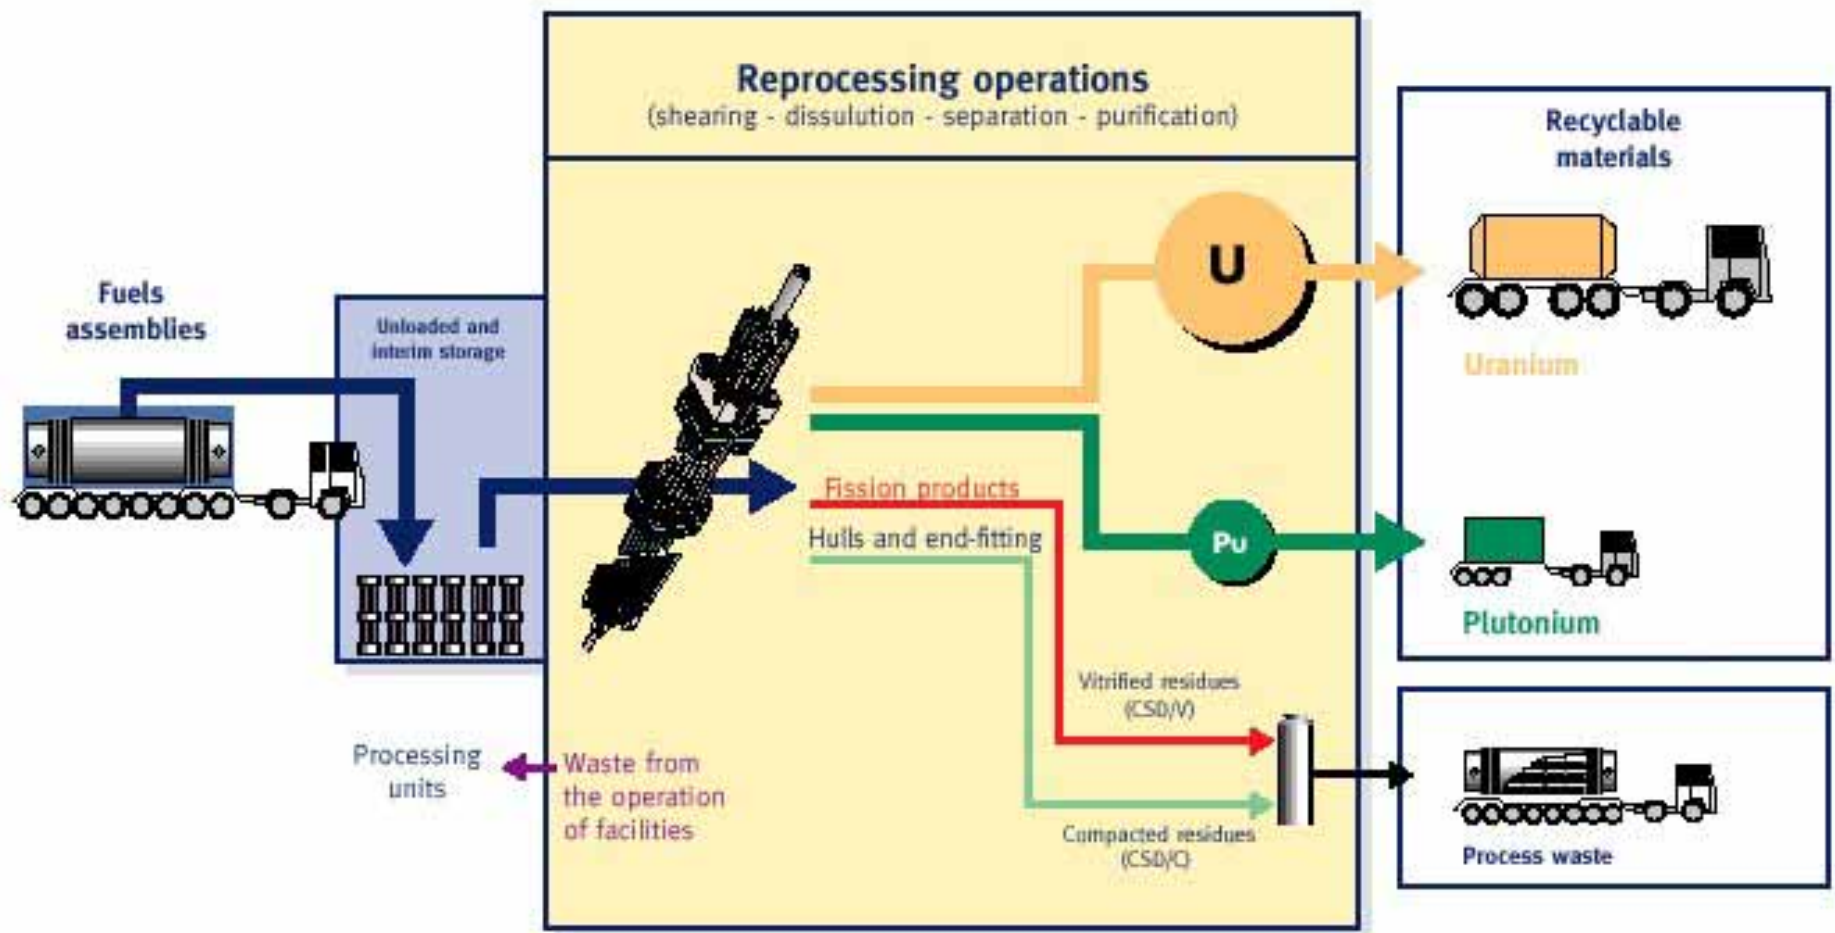 Reprocessing operations
(shearing - dissulution - separation - purification)
Recyclable
materials
Fuels
assemblies
Unloaded and
interim storage
U
Uranium
Fission products
Hulls and end-fitting
Pu
Plutonium
Vitrified residues
(CSD/V)
Processing
units
Waste from
the operation
of facilities
Compacted residues
(CSD/C)
Process waste